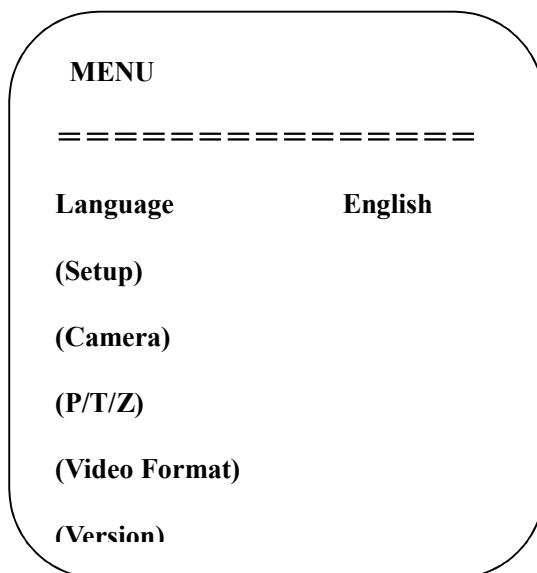 MENU
===============
Language English
(Setup)
(Camera)
(P/T/Z)
(Video Format)
(Version)